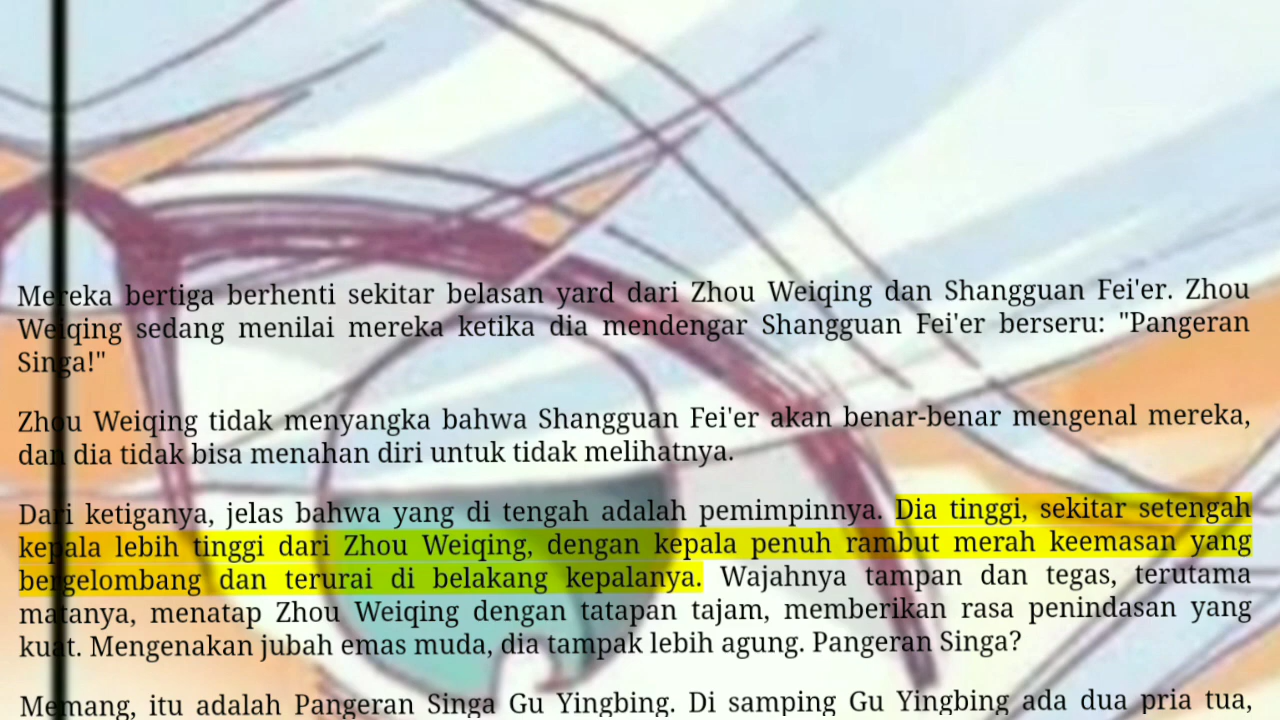 Mereka bertiga berhenti sekitar belasan yard dari Zhou Weiqing dan Shangguan Fei'er. Zhou
Weiqing sedang menilai mereka ketika dia mendengar Shangguan Fei'er berseru: "Pangeran
Singa!"
Zhou Weiqing tidak menyangka bahwa Shangguan Fei'er akan benar-benar mengenal mereka,
dan dia tidak bisa menahan diri untuk tidak melihatnya.
Dari ketiganya, jelas bahwa yang di tengah adalah pemimpinnya. Dia tinggi, sekitar setengah
kepala lebih tinggi dari Zhou Weiqing, dengan kepala penuh rambut merah keemasan yang
bergelombang dan terurai di belakang kepalanya. Wajahnya tampan dan tegas, terutama
matanya, menatap Zhou Weiqing dengan tatapan tajam, memberikan rasa penindasan yang
kuat. Mengenakan jubah emas muda, dia tampak lebih agung. Pangeran Singa?
Memang, itu adalah Pangeran Singa Gu Yingbing. Di samping Gu Yingbing ada dua pria tua,